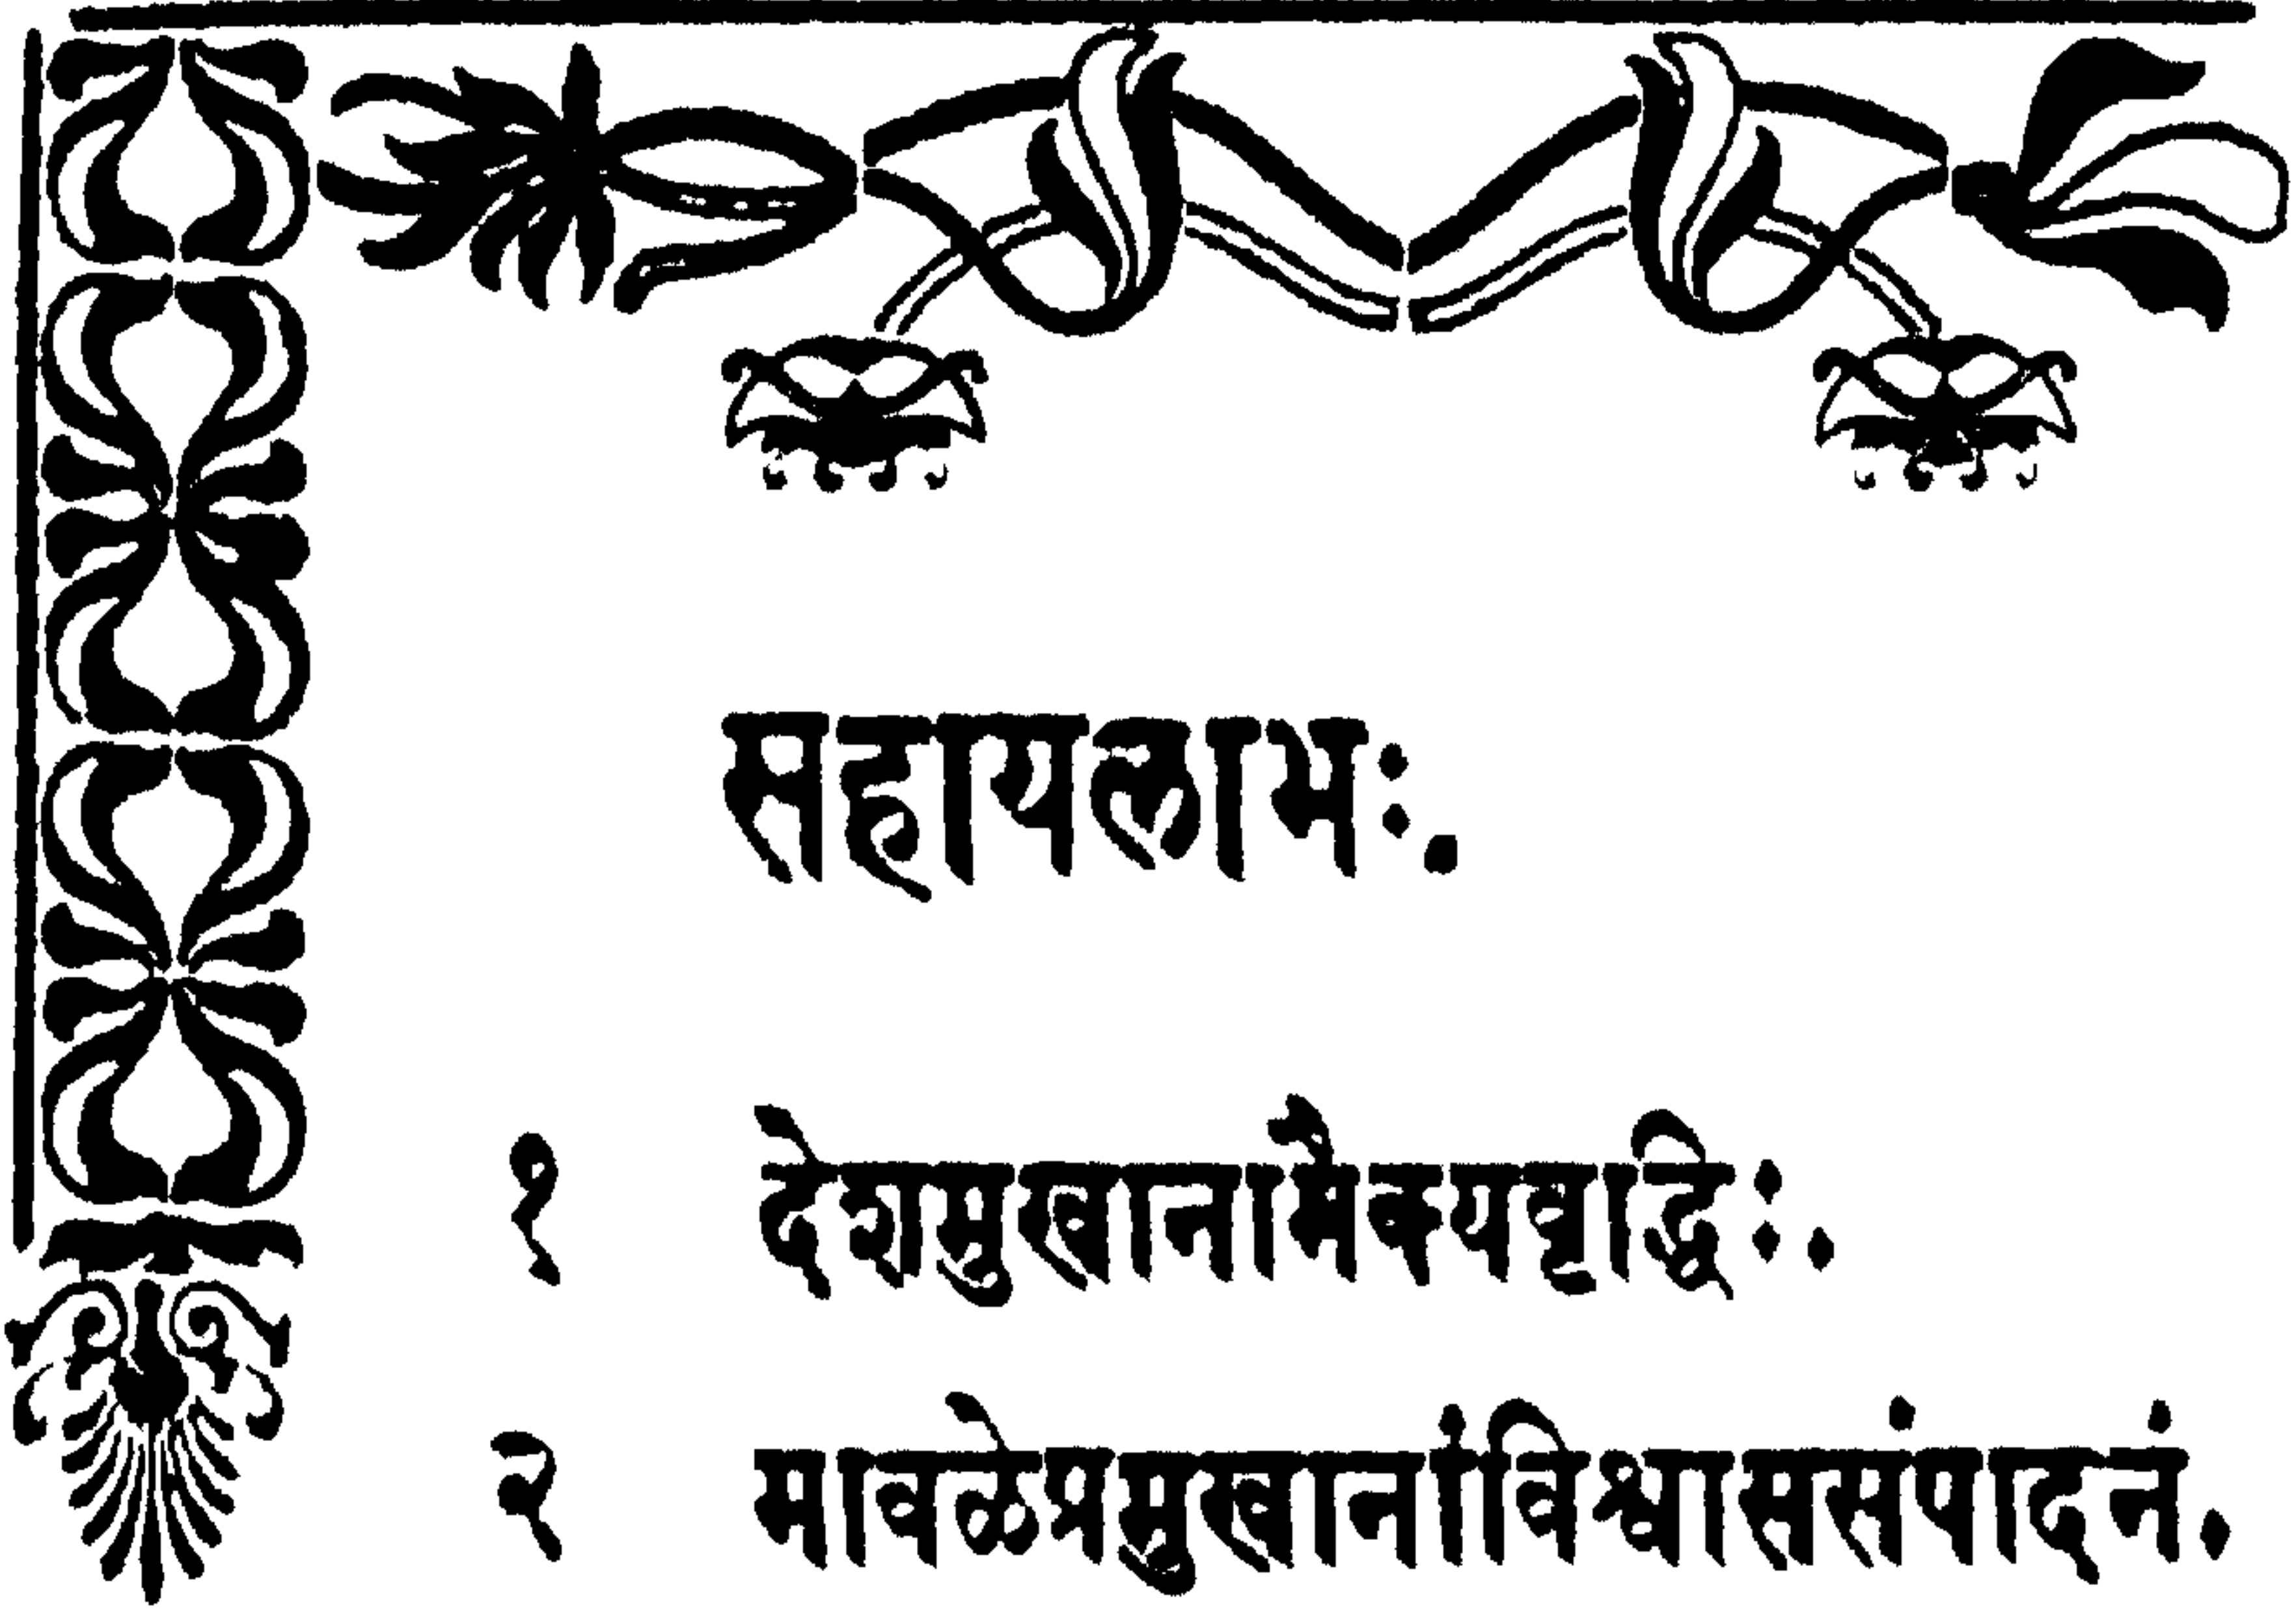 सहायलाभः.
१ देशमुखानामैक्यवृद्धिः.
२ मावळेप्रमुखानांविश्वाससंपादनं.